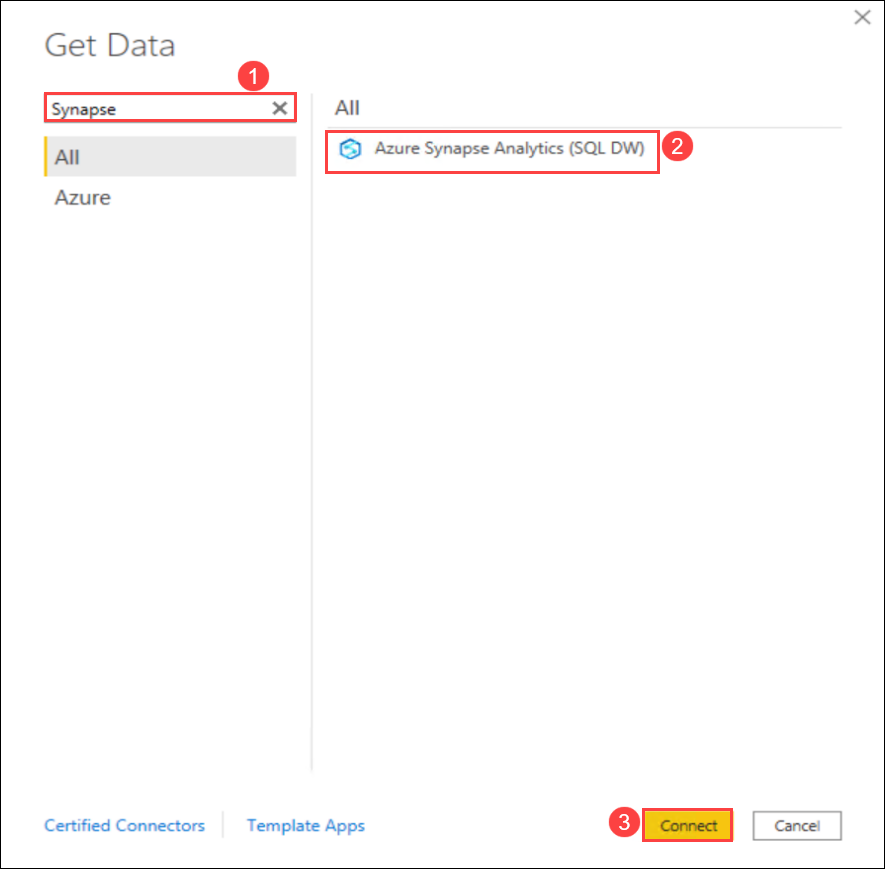 Get Data
1
Synapse
All
Azure
All
Azure Synapse Analytics (SQL DW)
2
Certified Connectors
Template Apps
3
Connect
Cancel